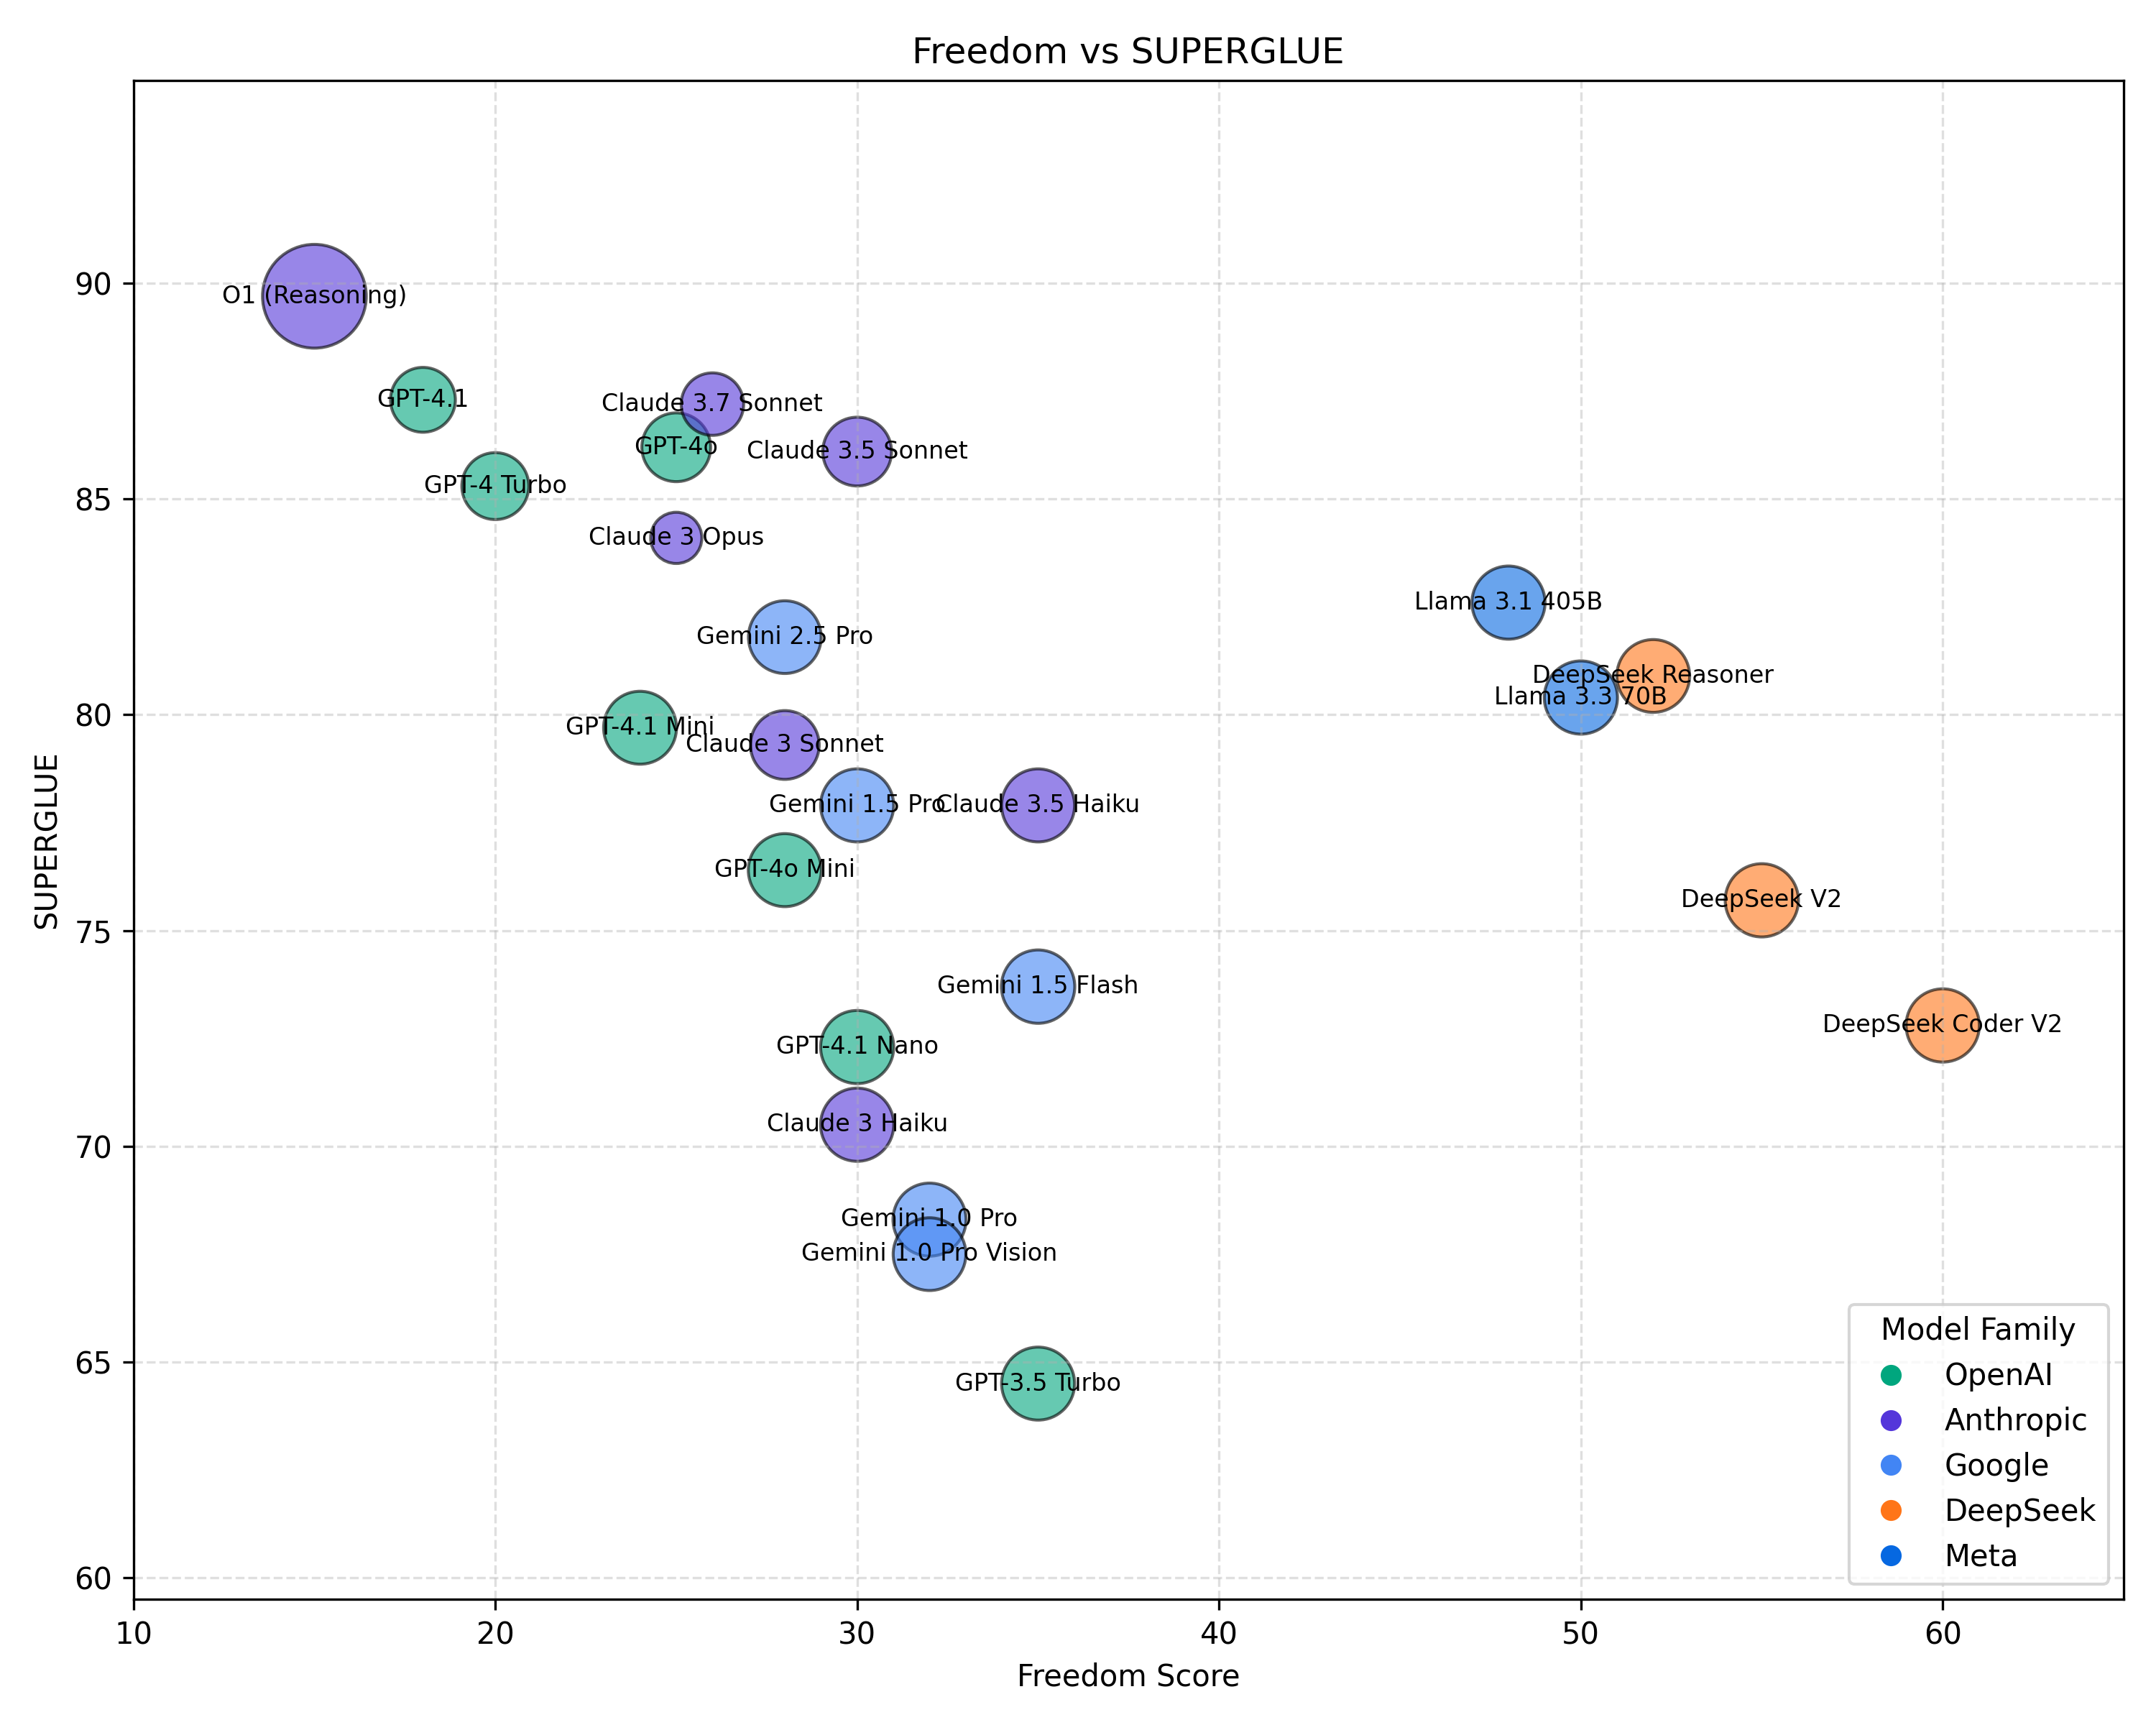 Freedom vs SUPERGLUE
90
O1 (Reasoning)
GPT-4.1
Claude 3.7 Sonnet
GPT-4o
Claude 3.5 Sonnet
GPT-4 Turbo
85
Claude 3 Opus
Llama 3.1 405B
Gemini 2.5 Pro
DeepSeek Reasoner
Llama 3.3 70B
80
GPT-4.1 Mini
Claude 3 Sonnet
Gemini 1.5 Pro
Claude 3.5 Haiku
GPT-4o Mini
DeepSeek V2
75
Gemini 1.5 Flash
DeepSeek Coder V2
GPT-4.1 Nano
Claude 3 Haiku
70
Gemini 1.0 Pro
Gemini 1.0 Pro Vision
65
GPT-3.5 Turbo
60
SUPERGLUE
Model Family
OpenAI
Anthropic
Google
DeepSeek
Meta
10 20 30 40 50 60
Freedom Score